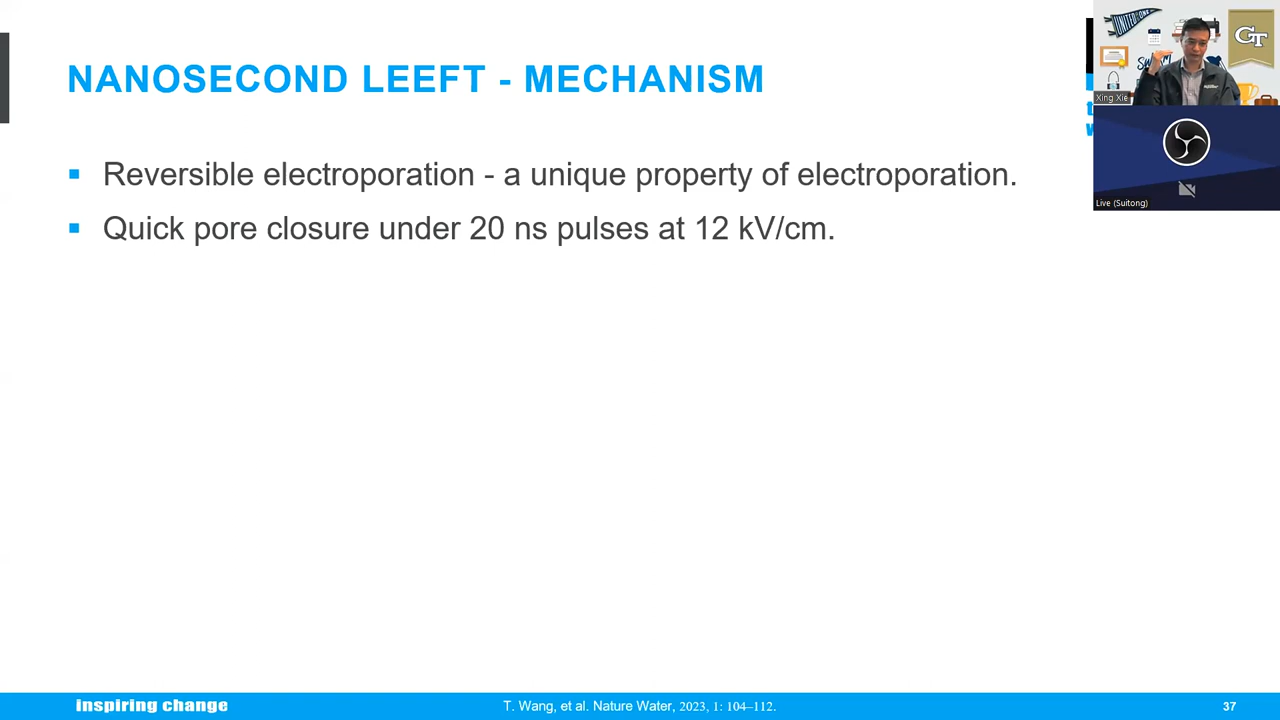 NANOSECOND LEEFT - MECHANISM
▪ Reversible electroporation - a unique property of electroporation.
▪ Quick pore closure under 20 ns pulses at 12 kV/cm.
GT
Xing Xie
Live (Suitong)
inspiring change
T. Wang, et al. Nature Water, 2023, 1: 104–112.
37